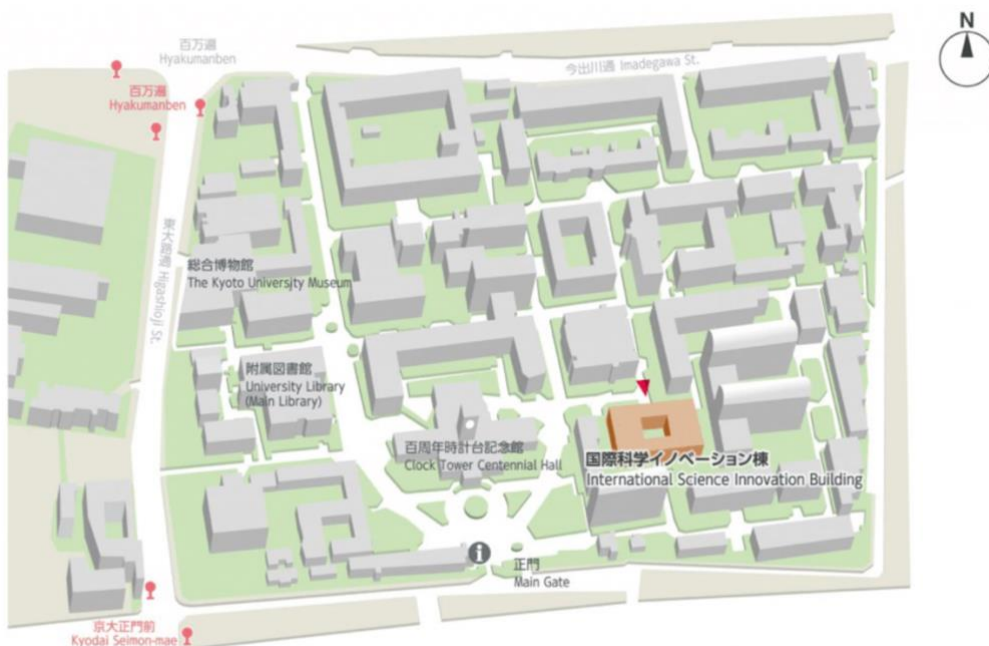 N
百万遍
Hyakumanben
今出川通 Imadegawa St.
百万遍
Hyakumanben
東大路通 Higashioji St.
総合博物館
The Kyoto University Museum
附属図書館
University Library
(Main Library)
百周年時計台記念館
Clock Tower Centennial Hall
国際科学イノベーション棟
International Science Innovation Building
i
正門
Main Gate
京大正門前
Kyodai Seimon-mae